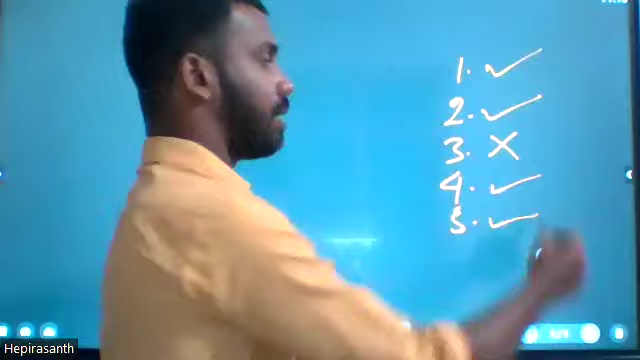 1. ✓
2. ✓
3. X
4. ✓
5. ✓
Hepirasanth